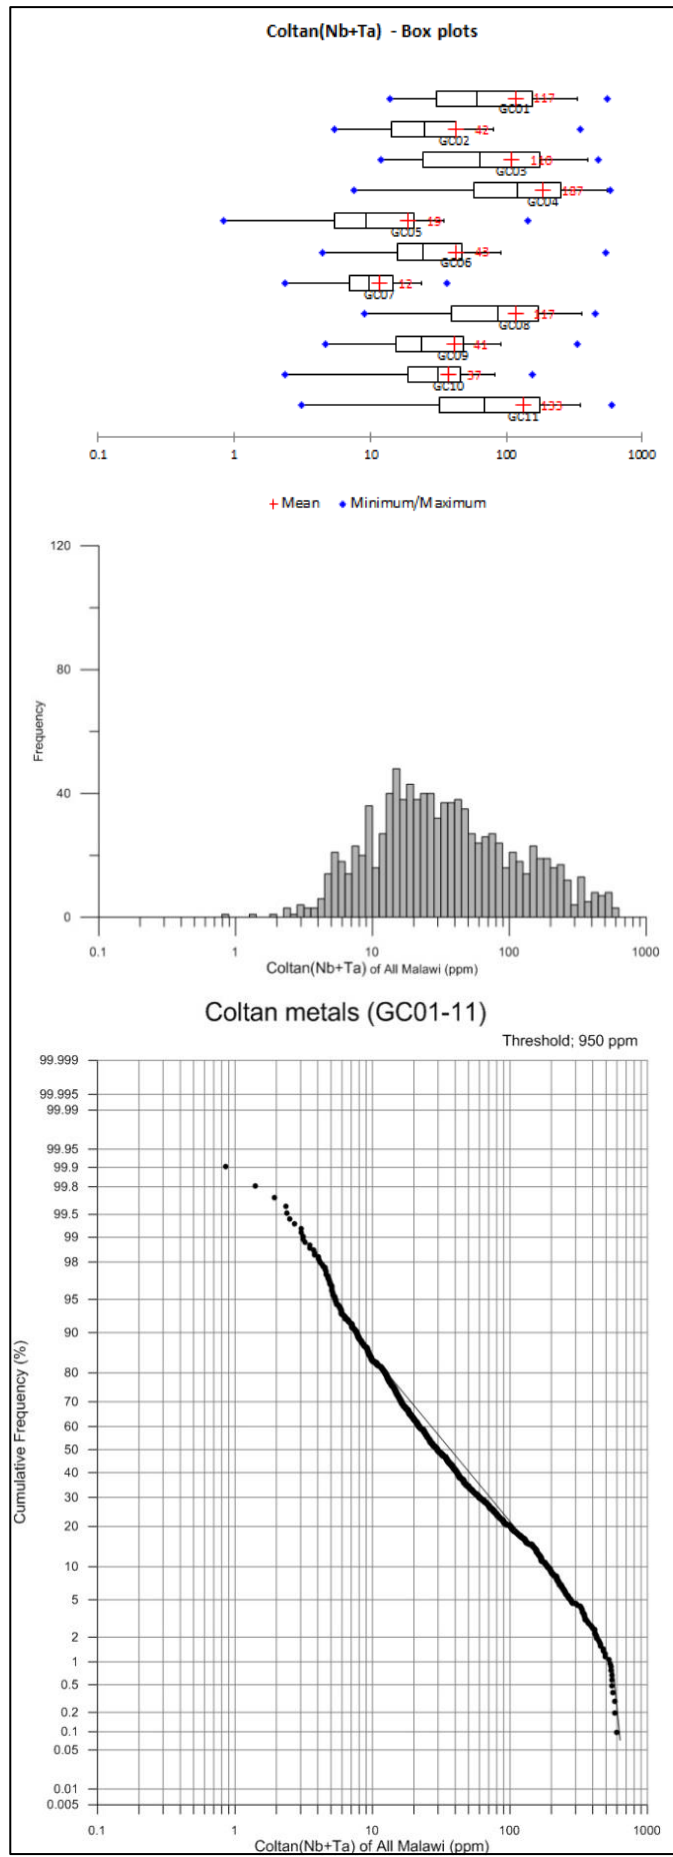 Coltan(Nb+Ta) - Box plots
117
GC01
42
GC02
110
GC03
187
GC04
19
GC05
43
GC06
12
GC07
117
GC08
41
GC09
37
GC10
133
GC11
0.1 1 10 100 1000
Mean Minimum/Maximum
120
80
40
0
Frequency
0.1 1 10 100 1000
Coltan(Nb+Ta) of All Malawi (ppm)
Coltan metals (GC01-11)
Threshold; 950 ppm
99.999
99.995
99.99
99.95
99.9
99.8
99.5
99
98
95
90
80
70
60
50
40
30
20
10
5
2
1
0.5
0.2
0.1
0.05
0.01
0.005
Cumulative Frequency (%)
0.1 1 10 100 1000
Coltan(Nb+Ta) of All Malawi (ppm)